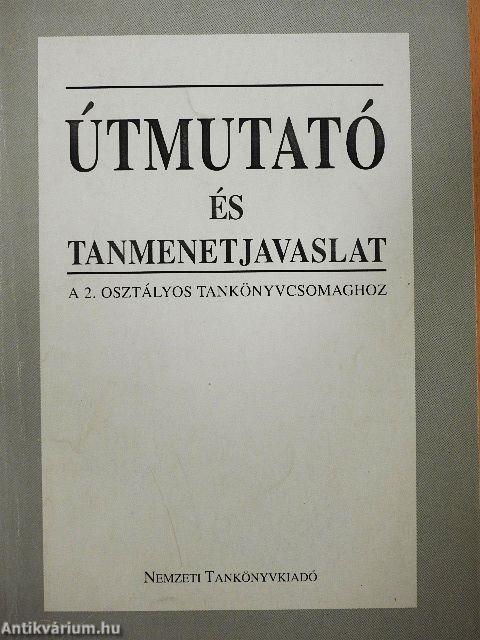 ÚTMUTATÓ
ÉS
TANMENETJAVASLAT
A 2. OSZTÁLYOS TANKÖNYVCSOMAGHOZ
NEMZETI TANKÖNYVKIADÓ
Antikvárium.hu